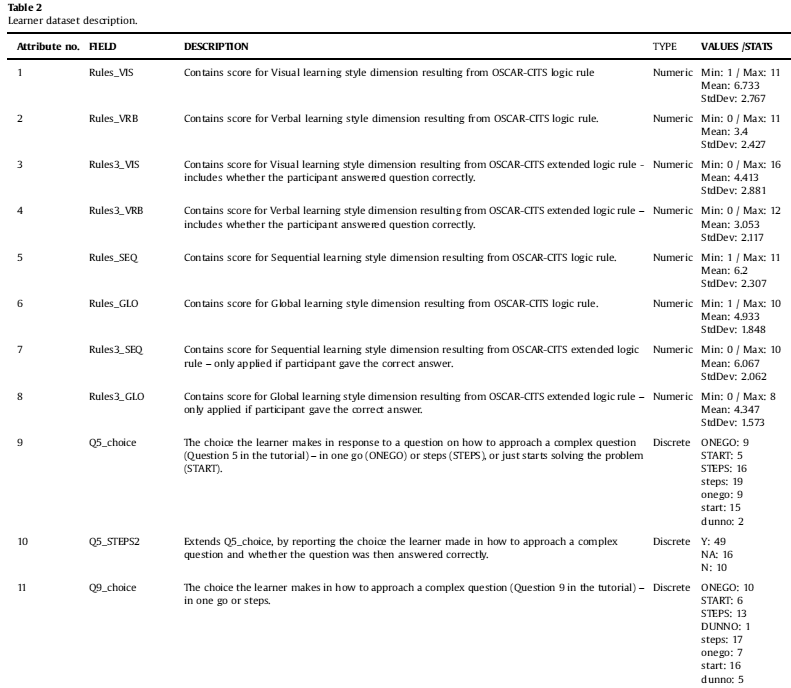 Table 2
Learner dataset description.
Attribute no. FIELD DESCRIPTION TYPE VALUES /STATS
1 Rules_VIS Contains score for Visual learning style dimension resulting from OSCAR-CITS logic rule Numeric Min: 1 / Max: 11
Mean: 6.733
StdDev: 2.767
2 Rules_VRB Contains score for Verbal learning style dimension resulting from OSCAR-CITS logic rule. Numeric Min: 0 / Max: 11
Mean: 3.4
StdDev: 2.427
3 Rules3_VIS Contains score for Visual learning style dimension resulting from OSCAR-CITS extended logic rule - Numeric Min: 0 / Max: 16
includes whether the participant answered question correctly. Mean: 4.413
StdDev: 2.881
4 Rules3_VRB Contains score for Verbal learning style dimension resulting from OSCAR-CITS extended logic rule – Numeric Min: 0 / Max: 12
includes whether the participant answered question correctly. Mean: 3.053
StdDev: 2.117
5 Rules_SEQ Contains score for Sequential learning style dimension resulting from OSCAR-CITS logic rule. Numeric Min: 1 / Max: 11
Mean: 6.2
StdDev: 2.307
6 Rules_GLO Contains score for Global learning style dimension resulting from OSCAR-CITS logic rule. Numeric Min: 1 / Max: 10
Mean: 4.933
StdDev: 1.848
7 Rules3_SEQ Contains score for Sequential learning style dimension resulting from OSCAR-CITS extended logic Numeric Min: 0 / Max: 10
rule – only applied if participant gave the correct answer. Mean: 6.067
StdDev: 2.062
8 Rules3_GLO Contains score for Global learning style dimension resulting from OSCAR-CITS extended logic rule – Numeric Min: 0 / Max: 8
only applied if participant gave the correct answer. Mean: 4.347
StdDev: 1.573
9 Q5_choice The choice the learner makes in response to a question on how to approach a complex question Discrete ONEGO: 9
(Question 5 in the tutorial) – in one go (ONEGO) or steps (STEPS), or just starts solving the problem START: 5
(START). STEPS: 16
steps: 19
onego: 9
start: 15
dunno: 2
10 Q5_STEPS2 Extends Q5_choice, by reporting the choice the learner made in how to approach a complex Discrete Y: 49
question and whether the question was then answered correctly. NA: 16
N: 10
11 Q9_choice The choice the learner makes in how to approach a complex question (Question 9 in the tutorial) – Discrete ONEGO: 10
in one go or steps. START: 6
STEPS: 13
DUNNO: 1
steps: 17
onego: 7
start: 16
dunno: 5